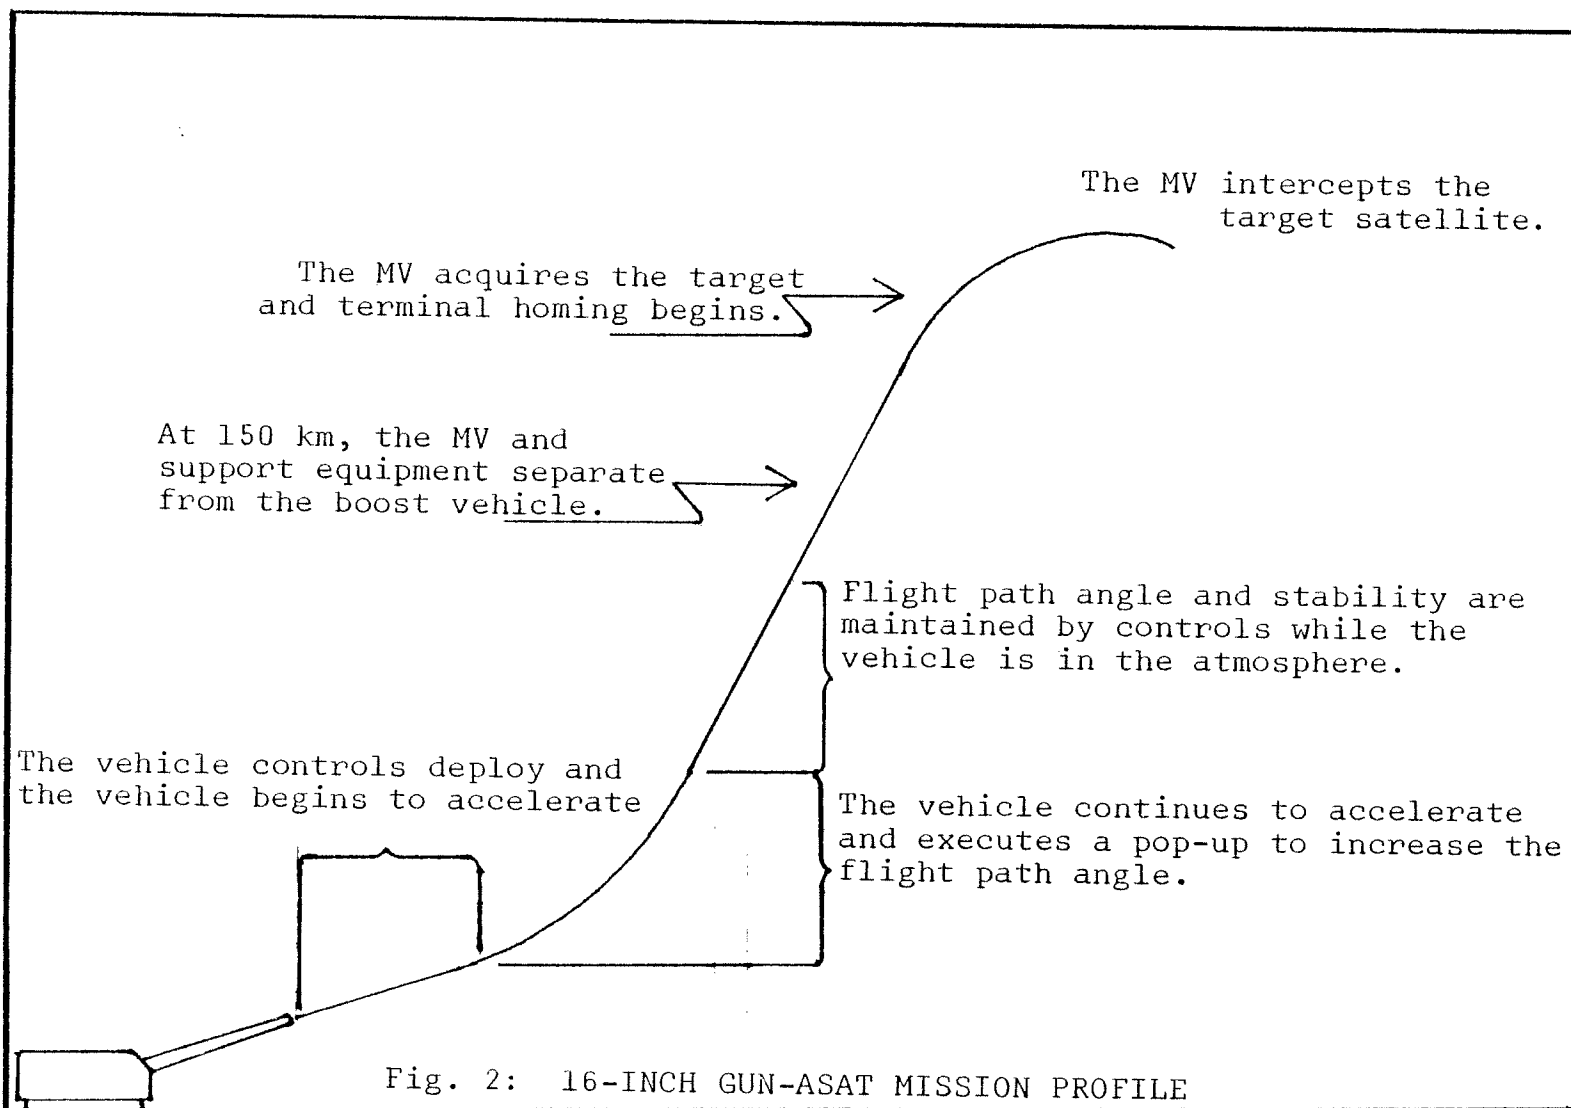 The MV intercepts the
target satellite.
The MV acquires the target
and terminal homing begins.
At 150 km, the MV and
support equipment separate
from the boost vehicle.
Flight path angle and stability are
maintained by controls while the
vehicle is in the atmosphere.
The vehicle controls deploy and
the vehicle begins to accelerate
The vehicle continues to accelerate
and executes a pop-up to increase the
flight path angle.
Fig. 2: 16-INCH GUN-ASAT MISSION PROFILE